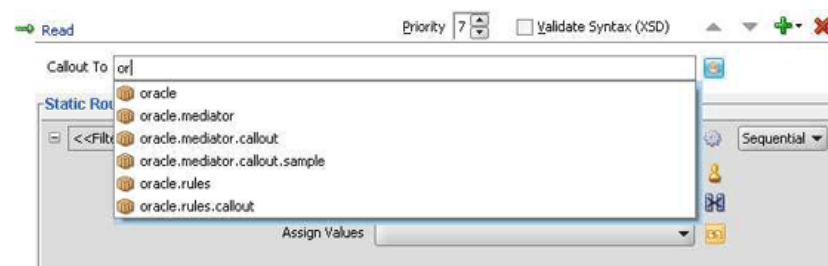 Read Priority 7 Validate Syntax (XSD)
Callout To or
oracle
Static Rou
oracle.mediator
oracle.mediator.callout
<<Filte
Sequential
oracle.mediator.callout.sample
oracle.rules
oracle.rules.callout
Assign Values